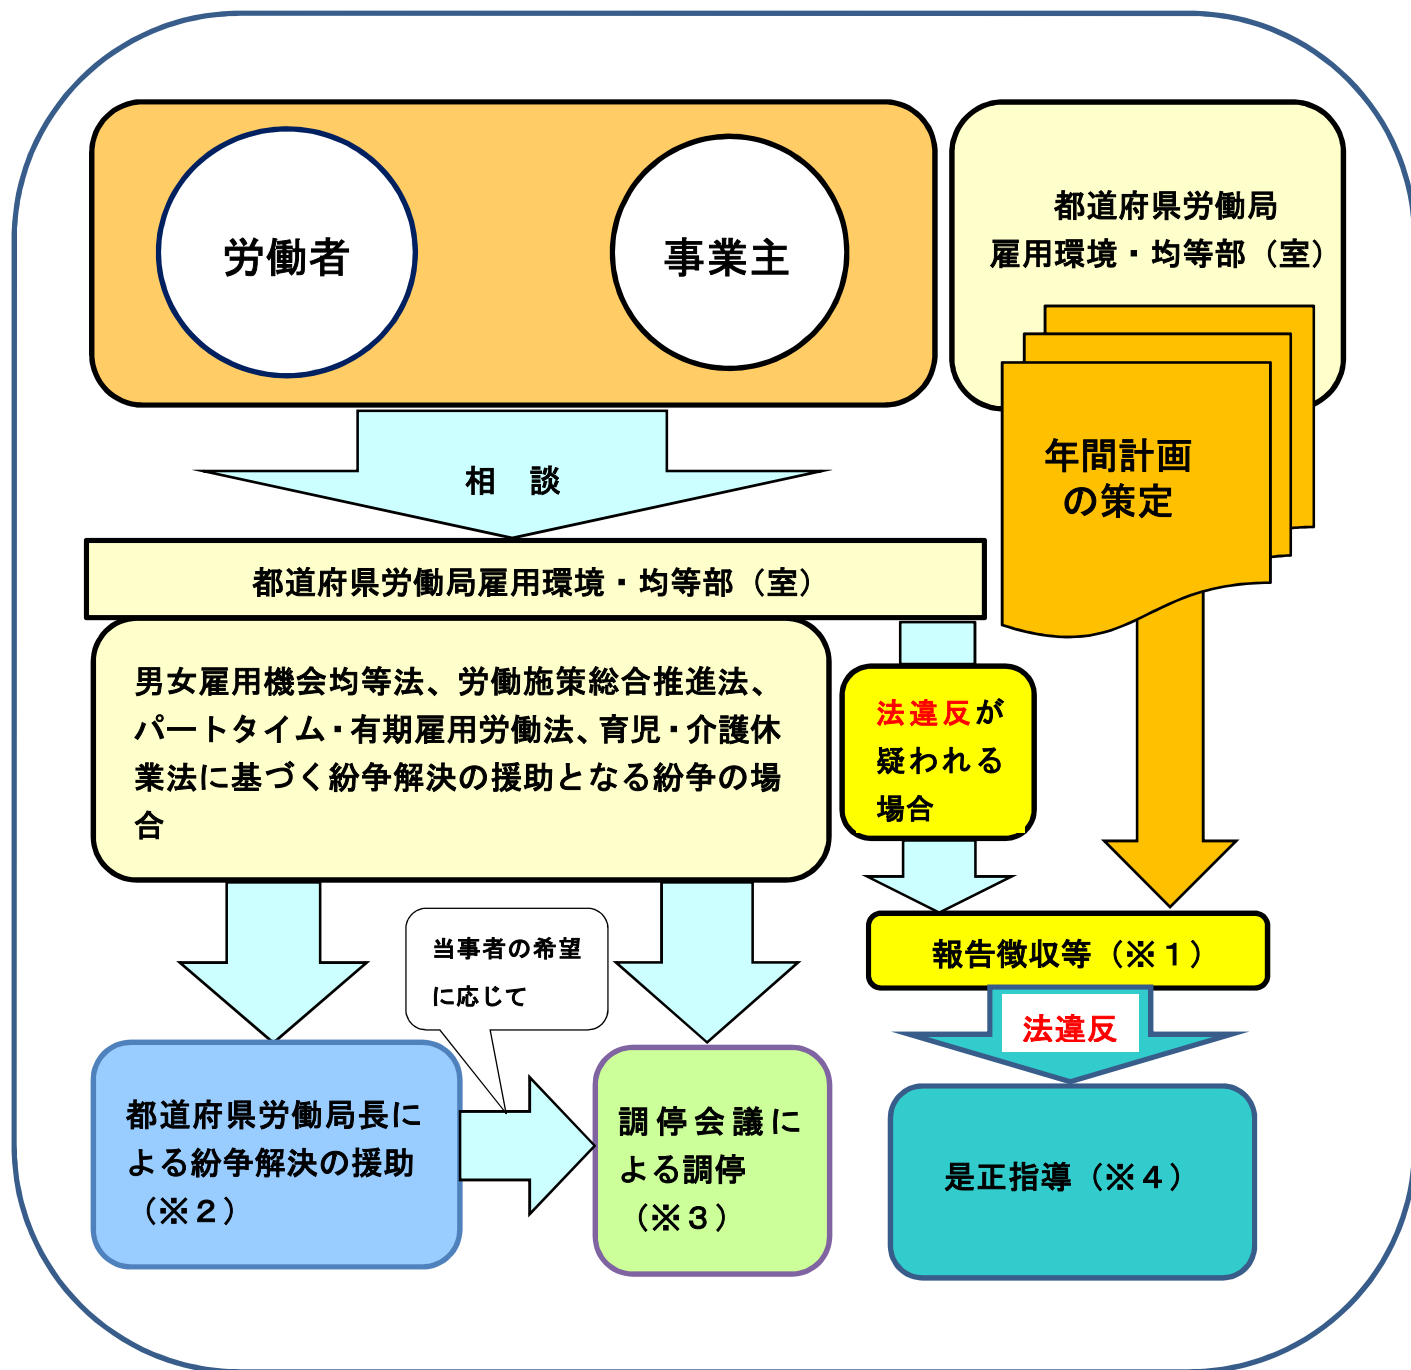 労働者
事業主
都道府県労働局
雇用環境・均等部（室）
年間計画
の策定
相　談
都道府県労働局雇用環境・均等部（室）
男女雇用機会均等法、労働施策総合推進法、
パートタイム・有期雇用労働法、育児・介護休
業法に基づく紛争解決の援助となる紛争の場
合
法違反が
疑われる
場合
報告徴収等（※１）
法違反
当事者の希望
に応じて
都道府県労働局長に
よる紛争解決の援助
（※２）
調停会議に
よる調停
（※３）
是正指導（※４）